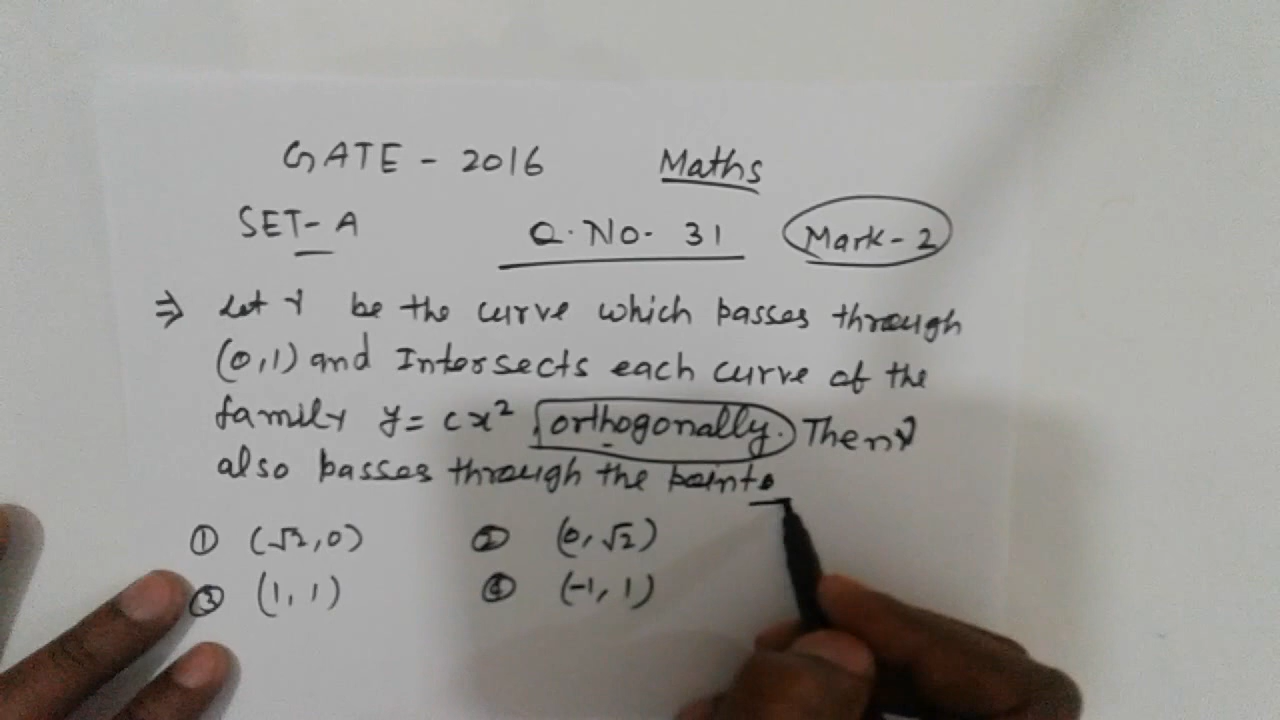 GATE - 2016 Maths
SET-A Q.No. 31 Mark-2
⇒ Let γ be the curve which passes through
(0,1) and Intersects each curve of the
family y = cx² orthogonally. Then γ
also passes through the point
① (√2,0) ② (0,√2)
③ (1,1) ④ (-1,1)